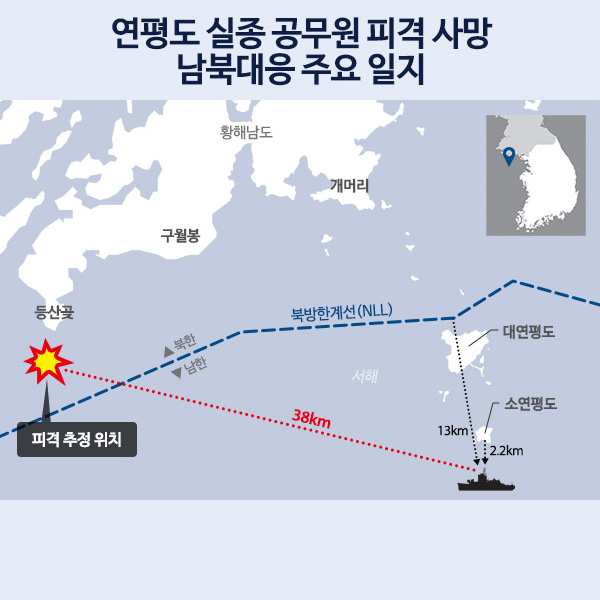 연평도 실종 공무원 피격 사망
남북대응 주요 일지
황해남도
개머리
구월봉
등산곶
북방한계선(NLL)
북한
남한
대연평도
서해
소연평도
38km
13km
피격 추정 위치
2.2km